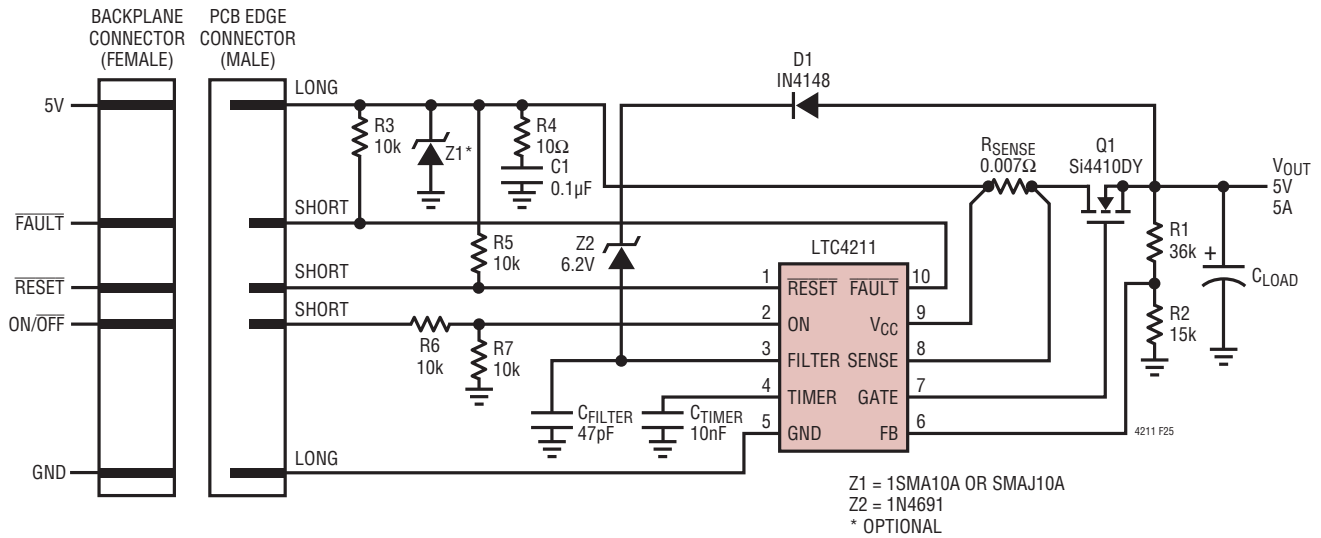 BACKPLANE
CONNECTOR
(FEMALE)
PCB EDGE
CONNECTOR
(MALE)
LONG
5V
D1
IN4148
R3
10k
Z1*
R4
10Ω
C1
0.1µF
RSENSE
0.007Ω
Q1
Si4410DY
VOUT
5V
5A
SHORT
FAULT
R5
10k
Z2
6.2V
LTC4211
R1
36k
+
CLOAD
SHORT
RESET
1
RESET
FAULT
10
SHORT
ON/OFF
R6
10k
R7
10k
2
ON
VCC
9
R2
15k
3
FILTER
SENSE
8
4
TIMER
GATE
7
CFILTER
47pF
CTIMER
10nF
5
GND
FB
6
4211 F25
LONG
GND
Z1 = 1SMA10A OR SMAJ10A
Z2 = 1N4691
* OPTIONAL